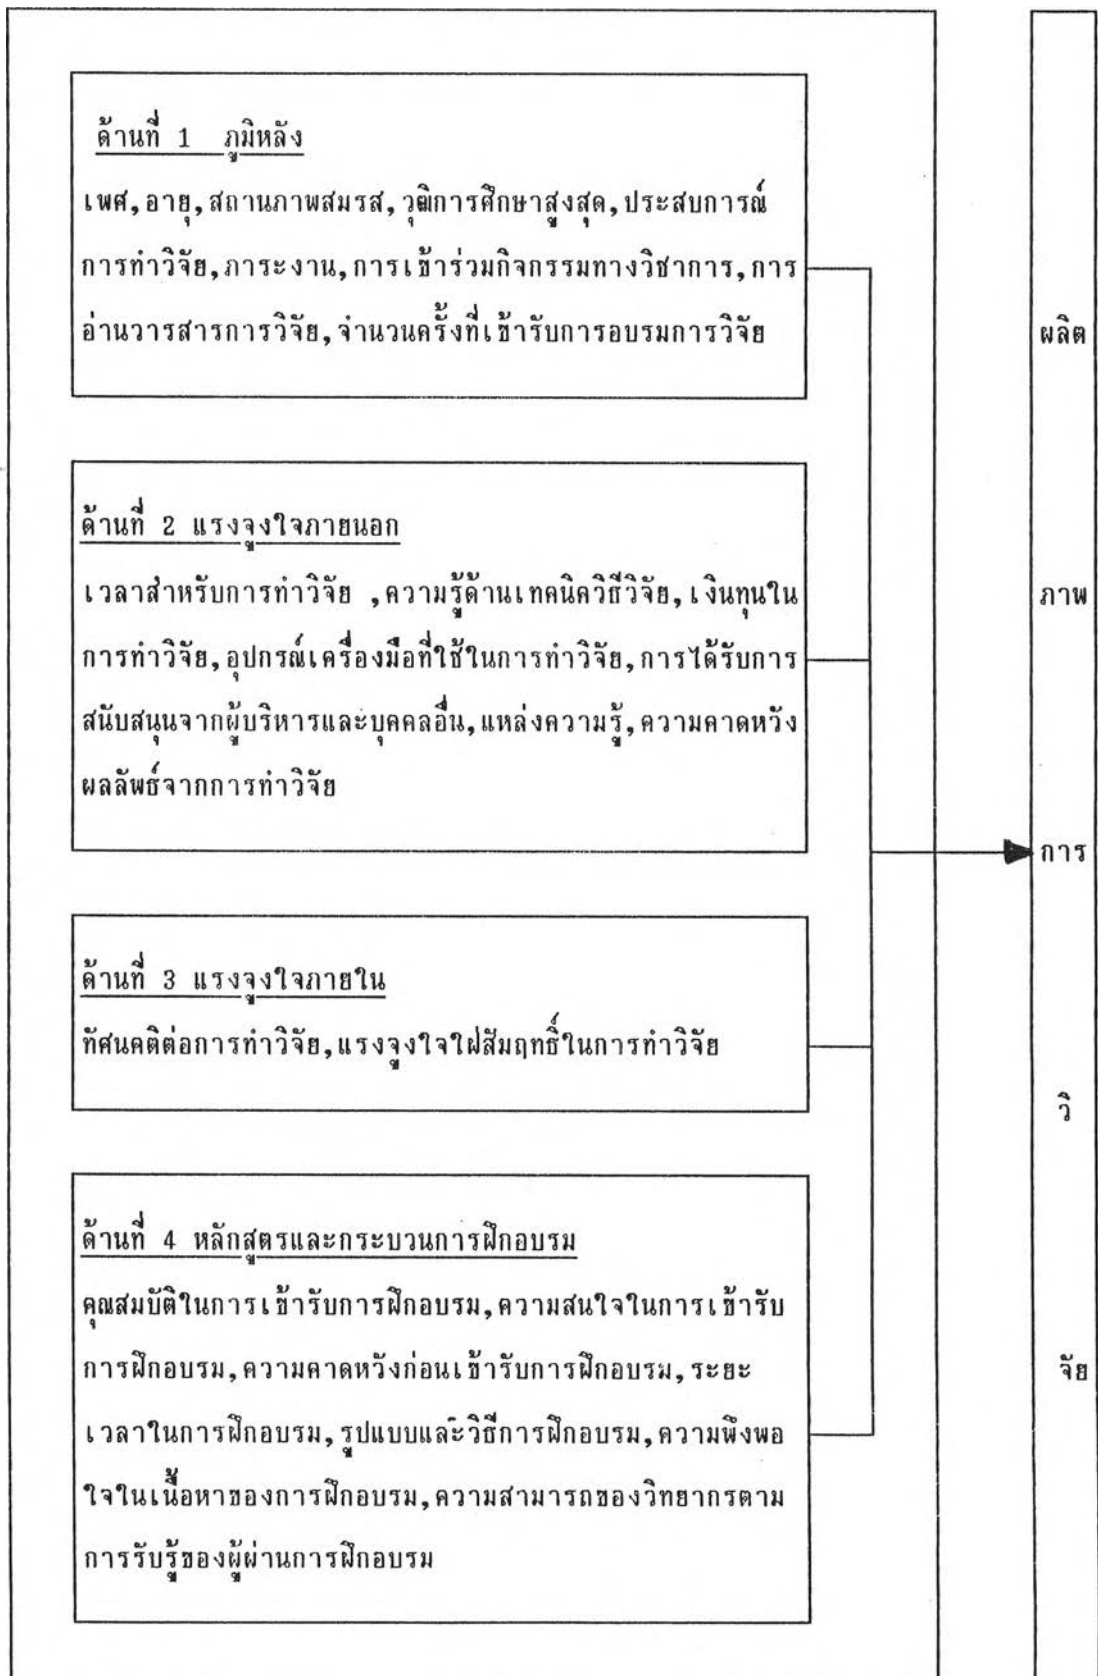 ด้านที่ 1 ภูมิหลัง
เพศ,อายุ,สถานภาพสมรส,วุฒิการศึกษาสูงสุด,ประสบการณ์
การทำวิจัย,ภาระงาน,การเข้าร่วมกิจกรรมทางวิชาการ,การ
อ่านวารสารการวิจัย,จำนวนครั้งที่เข้ารับการอบรมการวิจัย
ด้านที่ 2 แรงจูงใจภายนอก
เวลาสำหรับการทำวิจัย ,ความรู้ด้านเทคนิควิธีวิจัย,เงินทุนใน
การทำวิจัย,อุปกรณ์เครื่องมือที่ใช้ในการทำวิจัย,การได้รับการ
สนับสนุนจากผู้บริหารและบุคคลอื่น,แหล่งความรู้,ความคาดหวัง
ผลลัพธ์จากการทำวิจัย
ด้านที่ 3 แรงจูงใจภายใน
ทัศนคติต่อการทำวิจัย,แรงจูงใจใฝ่สัมฤทธิ์ในการทำวิจัย
ด้านที่ 4 หลักสูตรและกระบวนการฝึกอบรม
คุณสมบัติในการเข้ารับการฝึกอบรม,ความสนใจในการเข้ารับ
การฝึกอบรม,ความคาดหวังก่อนเข้ารับการฝึกอบรม,ระยะ
เวลาในการฝึกอบรม,รูปแบบและวิธีการฝึกอบรม,ความพึงพอ
ใจในเนื้อหาของการฝึกอบรม,ความสามารถของวิทยากรตาม
การรับรู้ของผู้ผ่านการฝึกอบรม
ผลิต
ภาพ
การ
วิ
จัย